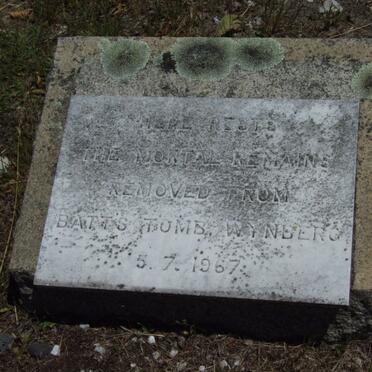 HERE RESTS
THE MORTAL REMAINS
REMOVED FROM
BATTS TOMB, WYNBERG
5.7.1967.